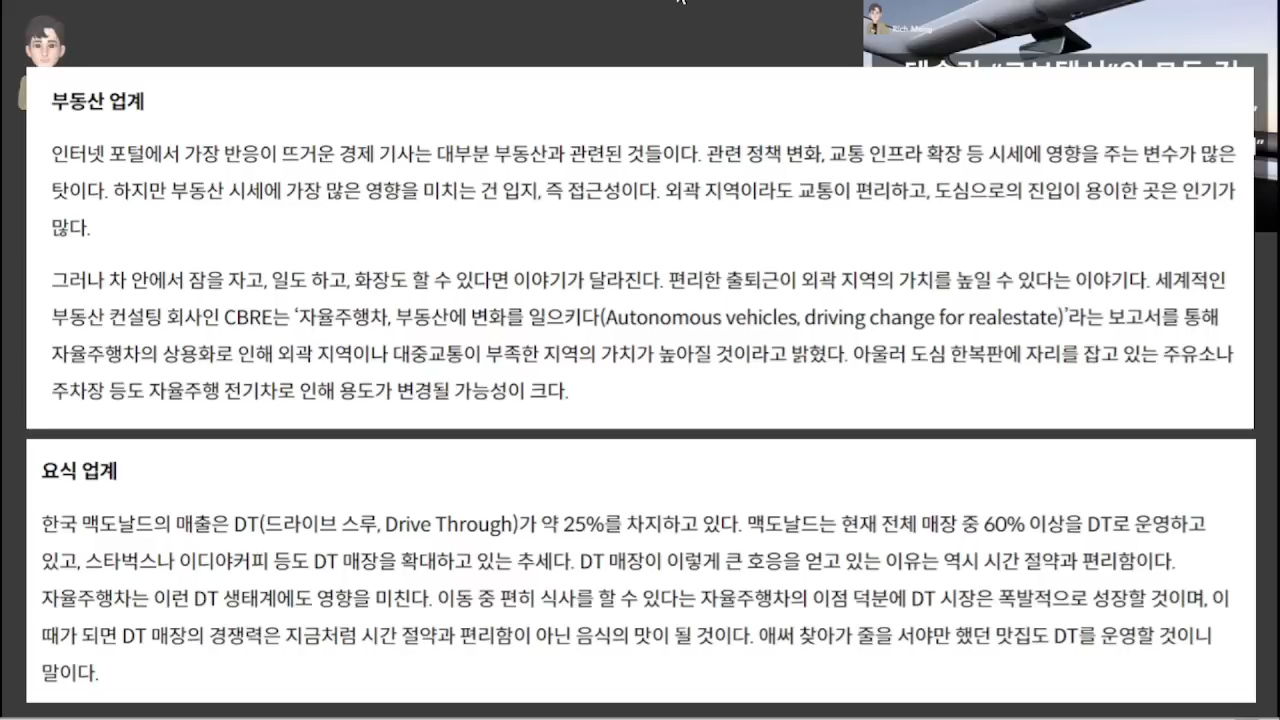 Rich Mong
부동산 업계
인터넷 포털에서 가장 반응이 뜨거운 경제 기사는 대부분 부동산과 관련된 것들이다. 관련 정책 변화, 교통 인프라 확장 등 시세에 영향을 주는 변수가 많은
탓이다. 하지만 부동산 시세에 가장 많은 영향을 미치는 건 입지, 즉 접근성이다. 외곽 지역이라도 교통이 편리하고, 도심으로의 진입이 용이한 곳은 인기가
많다.
그러나 차 안에서 잠을 자고, 일도 하고, 화장도 할 수 있다면 이야기가 달라진다. 편리한 출퇴근이 외곽 지역의 가치를 높일 수 있다는 이야기다. 세계적인
부동산 컨설팅 회사인 CBRE는 ‘자율주행차, 부동산에 변화를 일으키다(Autonomous vehicles, driving change for realestate)’라는 보고서를 통해
자율주행차의 상용화로 인해 외곽 지역이나 대중교통이 부족한 지역의 가치가 높아질 것이라고 밝혔다. 아울러 도심 한복판에 자리를 잡고 있는 주유소나
주차장 등도 자율주행 전기차로 인해 용도가 변경될 가능성이 크다.
요식 업계
한국 맥도날드의 매출은 DT(드라이브 스루, Drive Through)가 약 25%를 차지하고 있다. 맥도날드는 현재 전체 매장 중 60% 이상을 DT로 운영하고
있고, 스타벅스나 이디야커피 등도 DT 매장을 확대하고 있는 추세다. DT 매장이 이렇게 큰 호응을 얻고 있는 이유는 역시 시간 절약과 편리함이다.
자율주행차는 이런 DT 생태계에도 영향을 미친다. 이동 중 편히 식사를 할 수 있다는 자율주행차의 이점 덕분에 DT 시장은 폭발적으로 성장할 것이며, 이
때가 되면 DT 매장의 경쟁력은 지금처럼 시간 절약과 편리함이 아닌 음식의 맛이 될 것이다. 애써 찾아가 줄을 서야만 했던 맛집도 DT를 운영할 것이니
말이다.